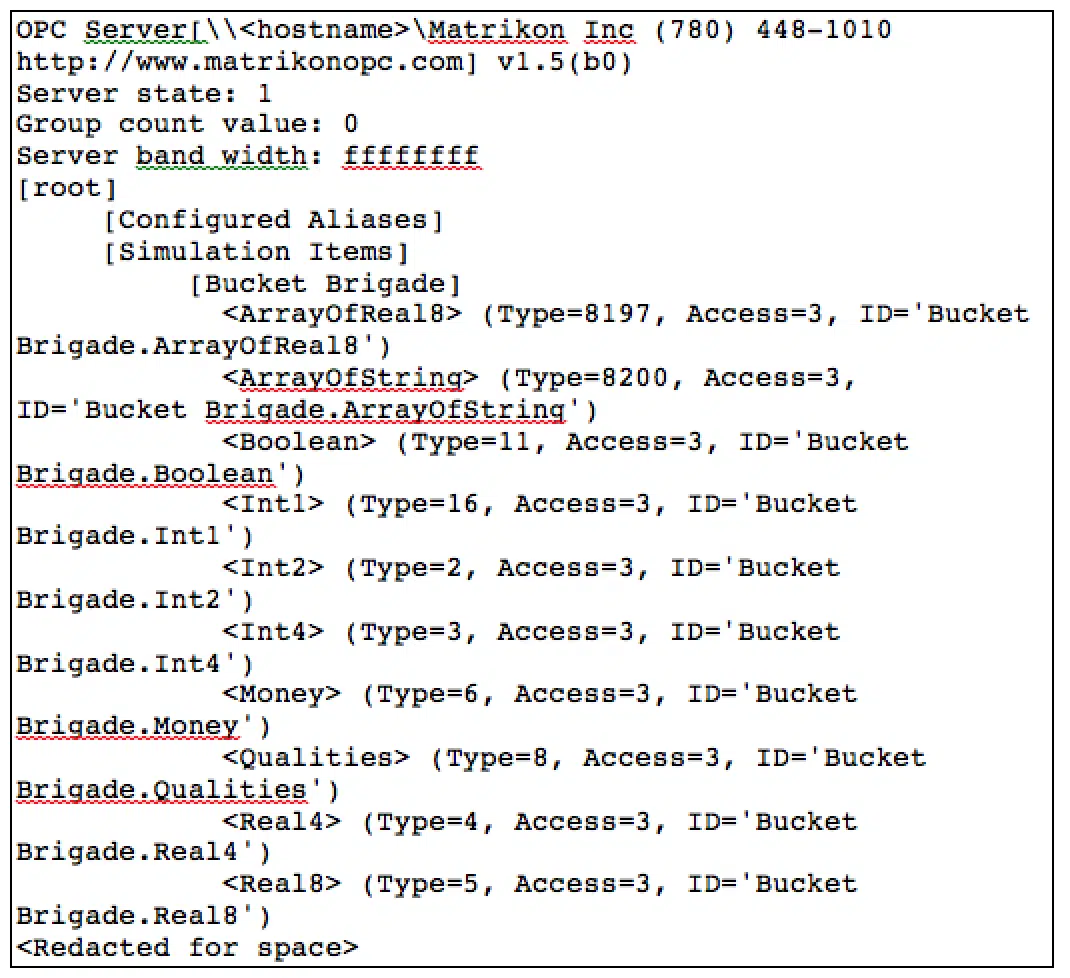 OPC Server[\\<hostname>\Matrikon Inc (780) 448-1010
http://www.matrikonopc.com] v1.5(b0)
Server state: 1
Group count value: 0
Server band width: ffffffff
[root]
[Configured Aliases]
[Simulation Items]
[Bucket Brigade]
<ArrayOfReal8> (Type=8197, Access=3, ID='Bucket
Brigade.ArrayOfReal8')
<ArrayOfString> (Type=8200, Access=3,
ID='Bucket Brigade.ArrayOfString')
<Boolean> (Type=11, Access=3, ID='Bucket
Brigade.Boolean')
<Int1> (Type=16, Access=3, ID='Bucket
Brigade.Int1')
<Int2> (Type=2, Access=3, ID='Bucket
Brigade.Int2')
<Int4> (Type=3, Access=3, ID='Bucket
Brigade.Int4')
<Money> (Type=6, Access=3, ID='Bucket
Brigade.Money')
<Qualities> (Type=8, Access=3, ID='Bucket
Brigade.Qualities')
<Real4> (Type=4, Access=3, ID='Bucket
Brigade.Real4')
<Real8> (Type=5, Access=3, ID='Bucket
Brigade.Real8')
<Redacted for space>